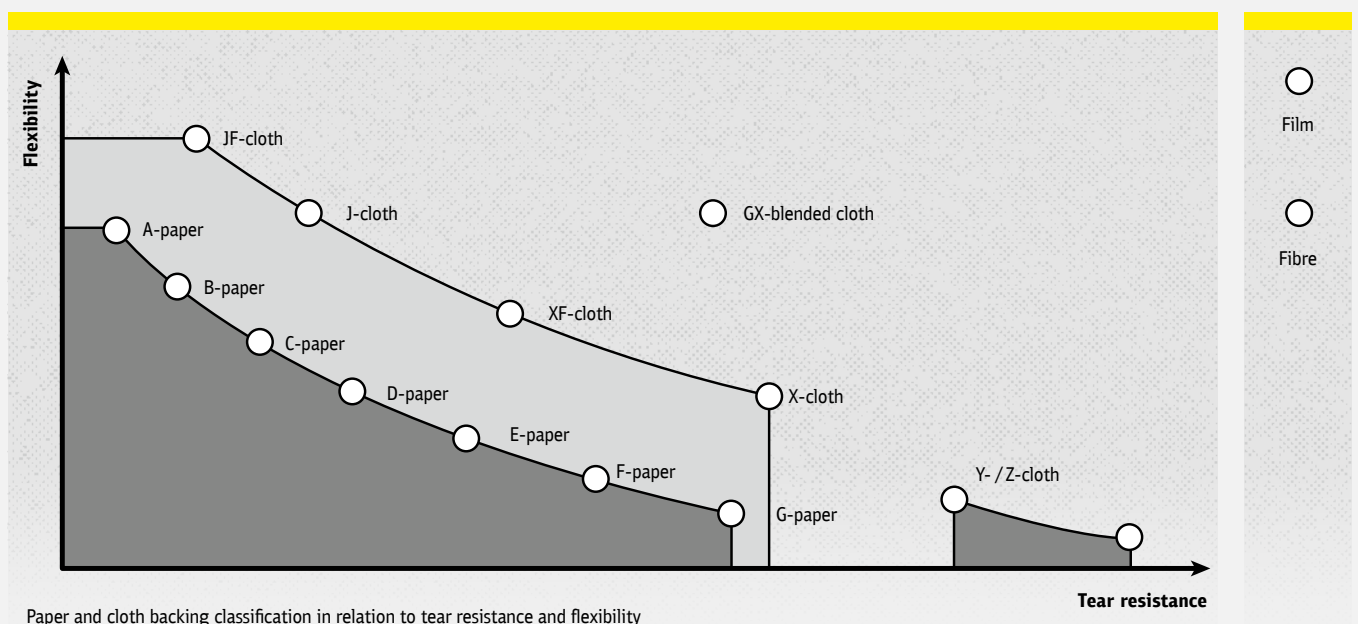 Flexibility
JF-cloth
J-cloth
GX-blended cloth
A-paper
B-paper
XF-cloth
C-paper
D-paper
X-cloth
E-paper
F-paper
Y- / Z-cloth
G-paper
Tear resistance
Paper and cloth backing classification in relation to tear resistance and flexibility
Film
Fibre